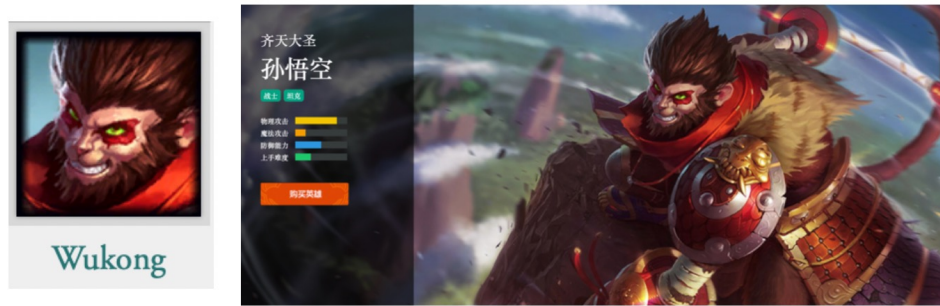 Wukong
齐天大圣
孙悟空
战士 坦克
物理攻击
魔法攻击
防御能力
上手难度
购买英雄